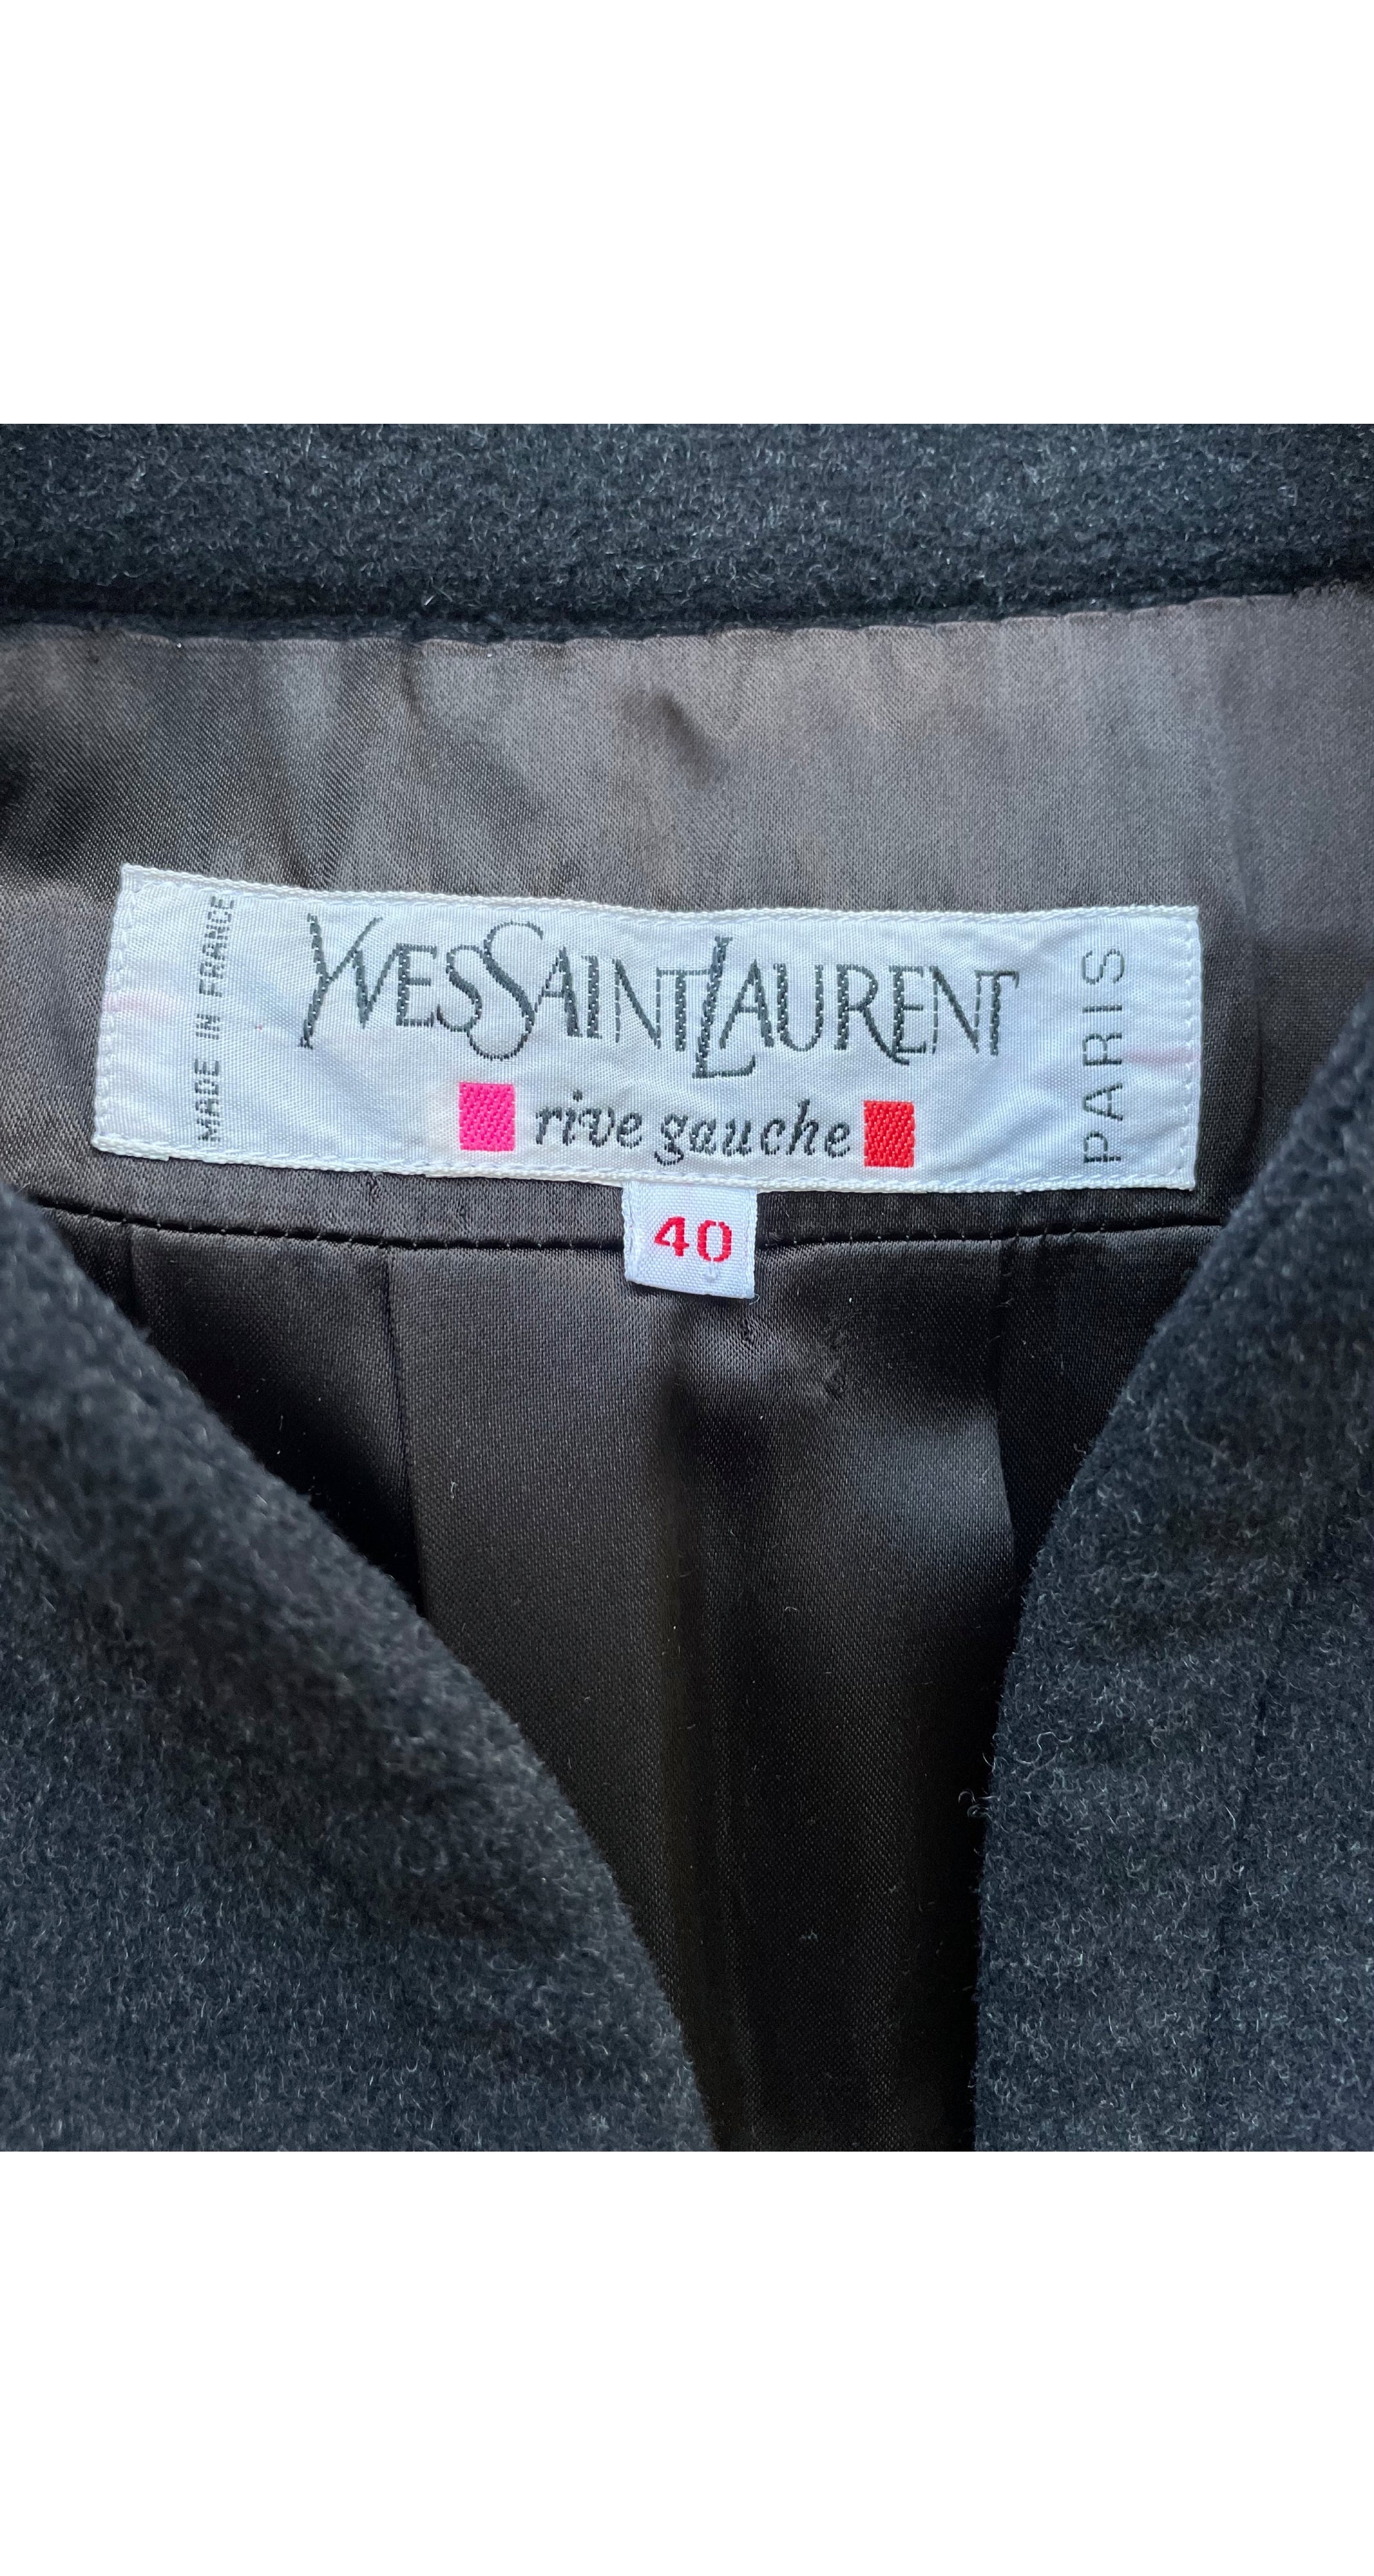 MADE IN FRANCE
YVESSAINTLAURENT
rive gauche
PARIS
40